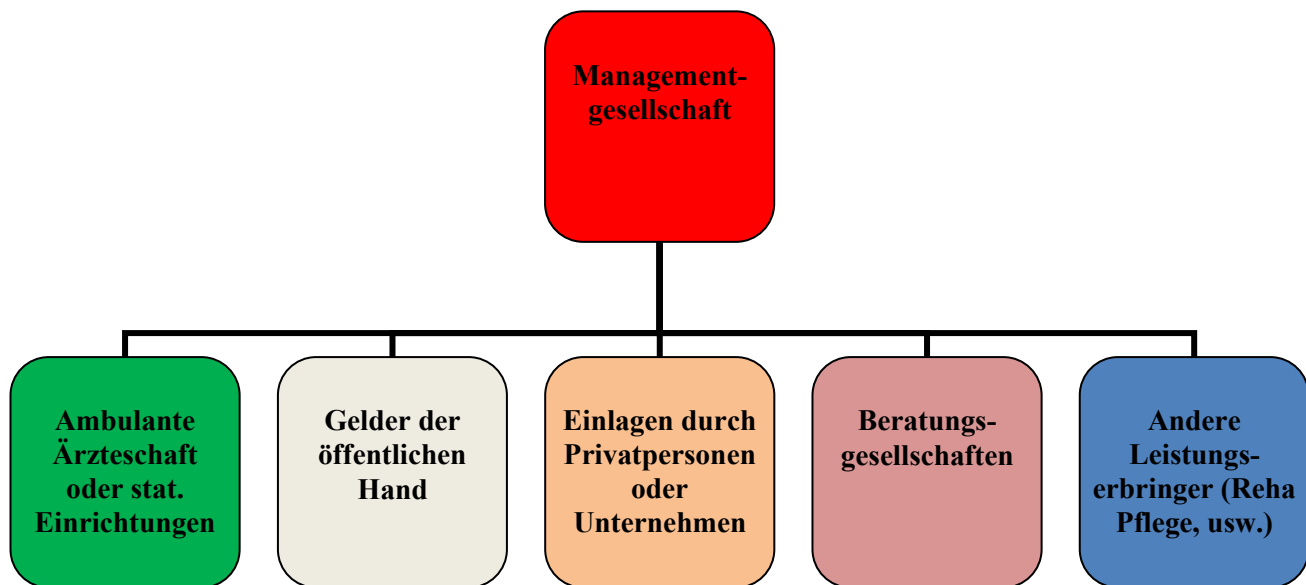 Management-
gesellschaft
Ambulante
Ärzteschaft
oder stat.
Einrichtungen
Gelder der
öffentlichen
Hand
Einlagen durch
Privatpersonen
oder
Unternehmen
Beratungs-
gesellschaften
Andere
Leistungs-
erbringer (Reha
Pflege, usw.)